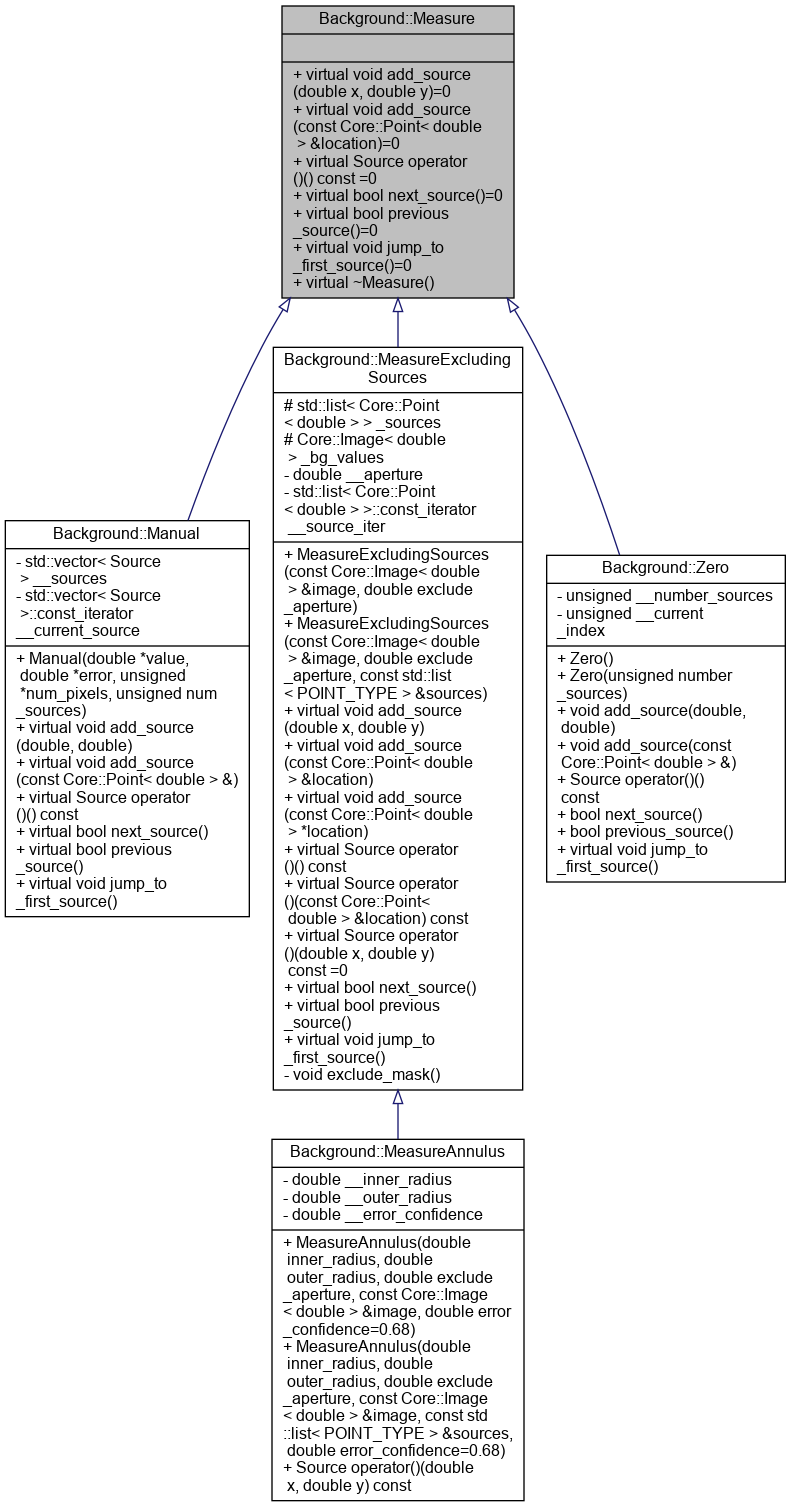 Background::Measure
+ virtual void add_source
(double x, double y)=0
+ virtual void add_source
(const Core::Point< double
 > &location)=0
+ virtual Source operator
()() const =0
+ virtual bool next_source()=0
+ virtual bool previous
_source()=0
+ virtual void jump_to
_first_source()=0
+ virtual ~Measure()
Background::MeasureExcluding
Sources
# std::list< Core::Point
< double > > _sources
# Core::Image< double
 > _bg_values
- double __aperture
- std::list< Core::Point
< double > >::const_iterator
 __source_iter
+ MeasureExcludingSources
(const Core::Image< double
 > &image, double exclude
_aperture)
+ MeasureExcludingSources
(const Core::Image< double
 > &image, double exclude
_aperture, const std::list
< POINT_TYPE > &sources)
+ virtual void add_source
(double x, double y)
+ virtual void add_source
(const Core::Point< double
 > &location)
+ virtual void add_source
(const Core::Point< double
 > *location)
+ virtual Source operator
()() const
+ virtual Source operator
()(const Core::Point<
 double > &location) const
+ virtual Source operator
()(double x, double y)
 const =0
+ virtual bool next_source()
+ virtual bool previous
_source()
+ virtual void jump_to
_first_source()
- void exclude_mask()
Background::Manual
- std::vector< Source
 > __sources
- std::vector< Source
 >::const_iterator
__current_source
+ Manual(double *value,
 double *error, unsigned
 *num_pixels, unsigned num
_sources)
+ virtual void add_source
(double, double)
+ virtual void add_source
(const Core::Point< double > &)
+ virtual Source operator
()() const
+ virtual bool next_source()
+ virtual bool previous
_source()
+ virtual void jump_to
_first_source()
Background::Zero
- unsigned __number_sources
- unsigned __current
_index
+ Zero()
+ Zero(unsigned number
_sources)
+ void add_source(double,
 double)
+ void add_source(const
 Core::Point< double > &)
+ Source operator()()
 const
+ bool next_source()
+ bool previous_source()
+ virtual void jump_to
_first_source()
Background::MeasureAnnulus
- double __inner_radius
- double __outer_radius
- double __error_confidence
+ MeasureAnnulus(double
 inner_radius, double
 outer_radius, double exclude
_aperture, const Core::Image
< double > &image, double error
_confidence=0.68)
+ MeasureAnnulus(double
 inner_radius, double
 outer_radius, double exclude
_aperture, const Core::Image
< double > &image, const std
::list< POINT_TYPE > &sources,
 double error_confidence=0.68)
+ Source operator()(double
 x, double y) const